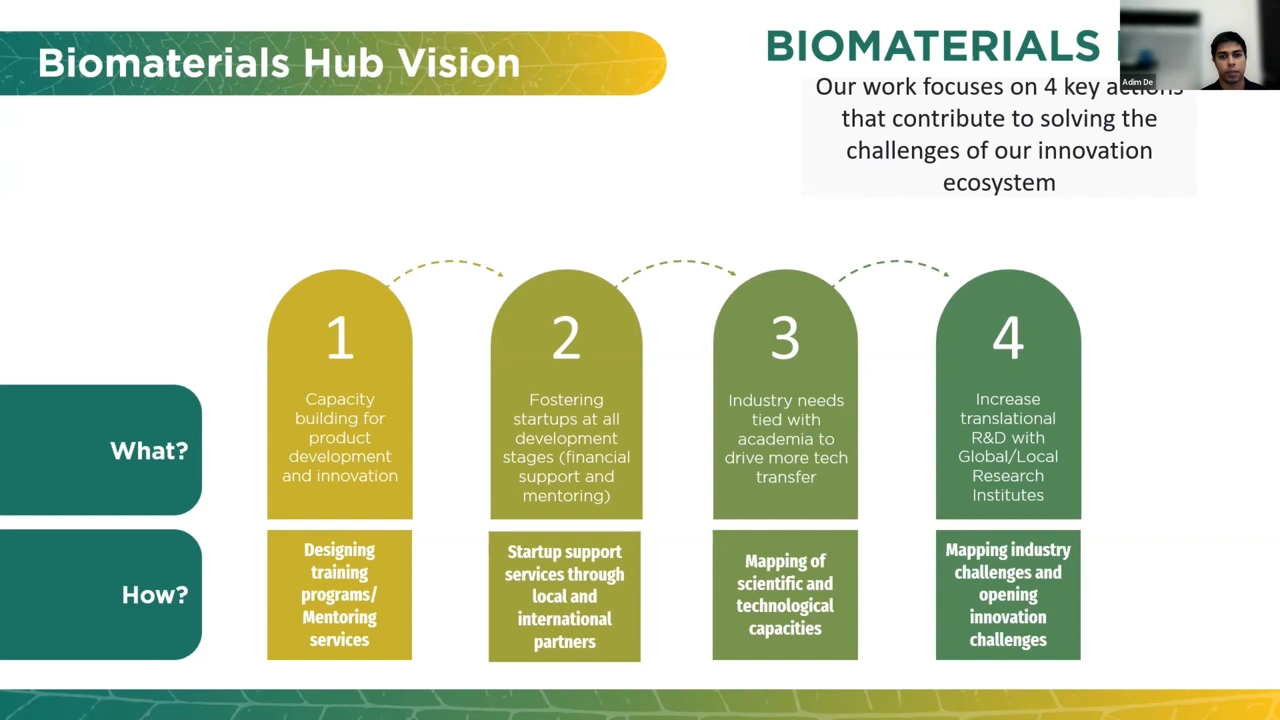 Biomaterials Hub Vision
BIOMATERIALS
Adim De
Our work focuses on 4 key actions
that contribute to solving the
challenges of our innovation
ecosystem
1
2
3
4
What?
Capacity
building for
product
development
and innovation
Fostering
startups at all
development
stages (financial
support and
mentoring)
Industry needs
tied with
academia to
drive more tech
transfer
Increase
translational
R&D with
Global/Local
Research
Institutes
How?
Designing
training
programs/
Mentoring
services
Startup support
services through
local and
international
partners
Mapping of
scientific and
technological
capacities
Mapping industry
challenges and
opening
innovation
challenges